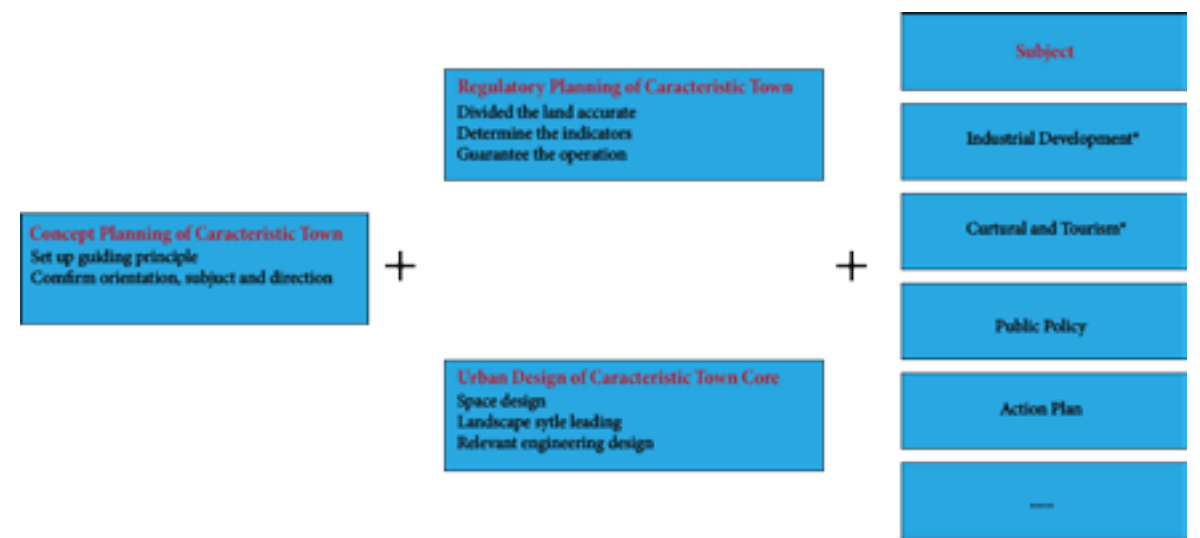 Concept Planning of Caracteristic Town
Set up guiding principle
Comfirm orientation, subjuct and direction
+
Regulatory Planning of Caracteristic Town
Divided the land accurate
Determine the indicators
Guarantee the operation
Urban Design of Caracteristic Town Core
Space design
Landscape sytle leading
Relevant engineering design
+
Subject
Industrial Development*
Curtural and Tourism*
Public Policy
Action Plan
----